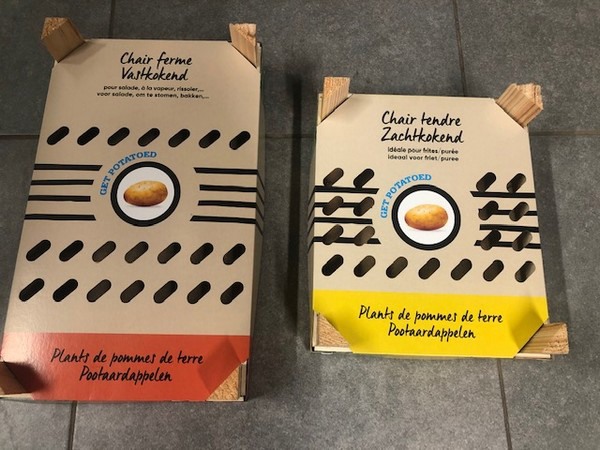 Chair ferme
Vastkokend
pour salade, à la vapeur, rissoler,...
voor salade, om te stomen, bakken,...
GET POTATOED
Plants de pommes de terre
Pootaardappelen
Chair tendre
Zachtkokend
idéale pour frites/purée
ideaal voor friet/puree
GET POTATOED
Plants de pommes de terre
Pootaardappelen